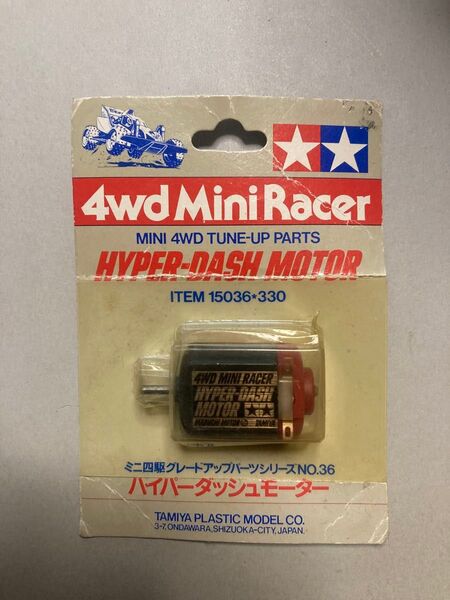 4wd Mini Racer
MINI 4WD TUNE-UP PARTS
HYPER-DASH MOTOR
ITEM 15036★330
4WD MINI RACER
HYPER-DASH
MOTOR
MABUCHI MOTOR TAMIYA
ミニ四駆グレードアップパーツシリーズNO.36
ハイパーダッシュモーター
TAMIYA PLASTIC MODEL CO.
3-7, ONDAWARA, SHIZUOKA-CITY, JAPAN.